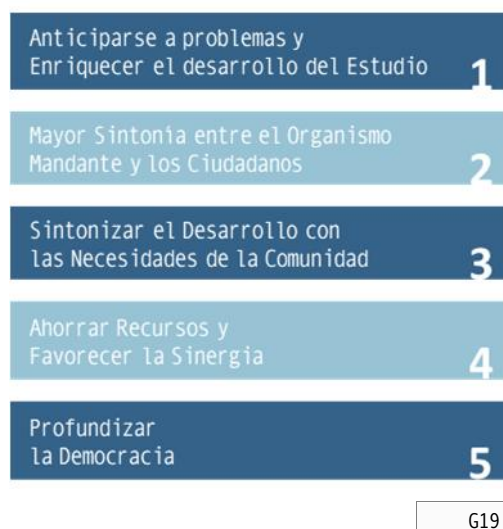 Anticiparse a problemas y
Enriquecer el desarrollo del Estudio
1
Mayor Sintonía entre el Organismo
Mandante y los Ciudadanos
2
Sintonizar el Desarrollo con
las Necesidades de la Comunidad
3
Ahorrar Recursos y
Favorecer la Sinergia
4
Profundizar
la Democracia
5
G19